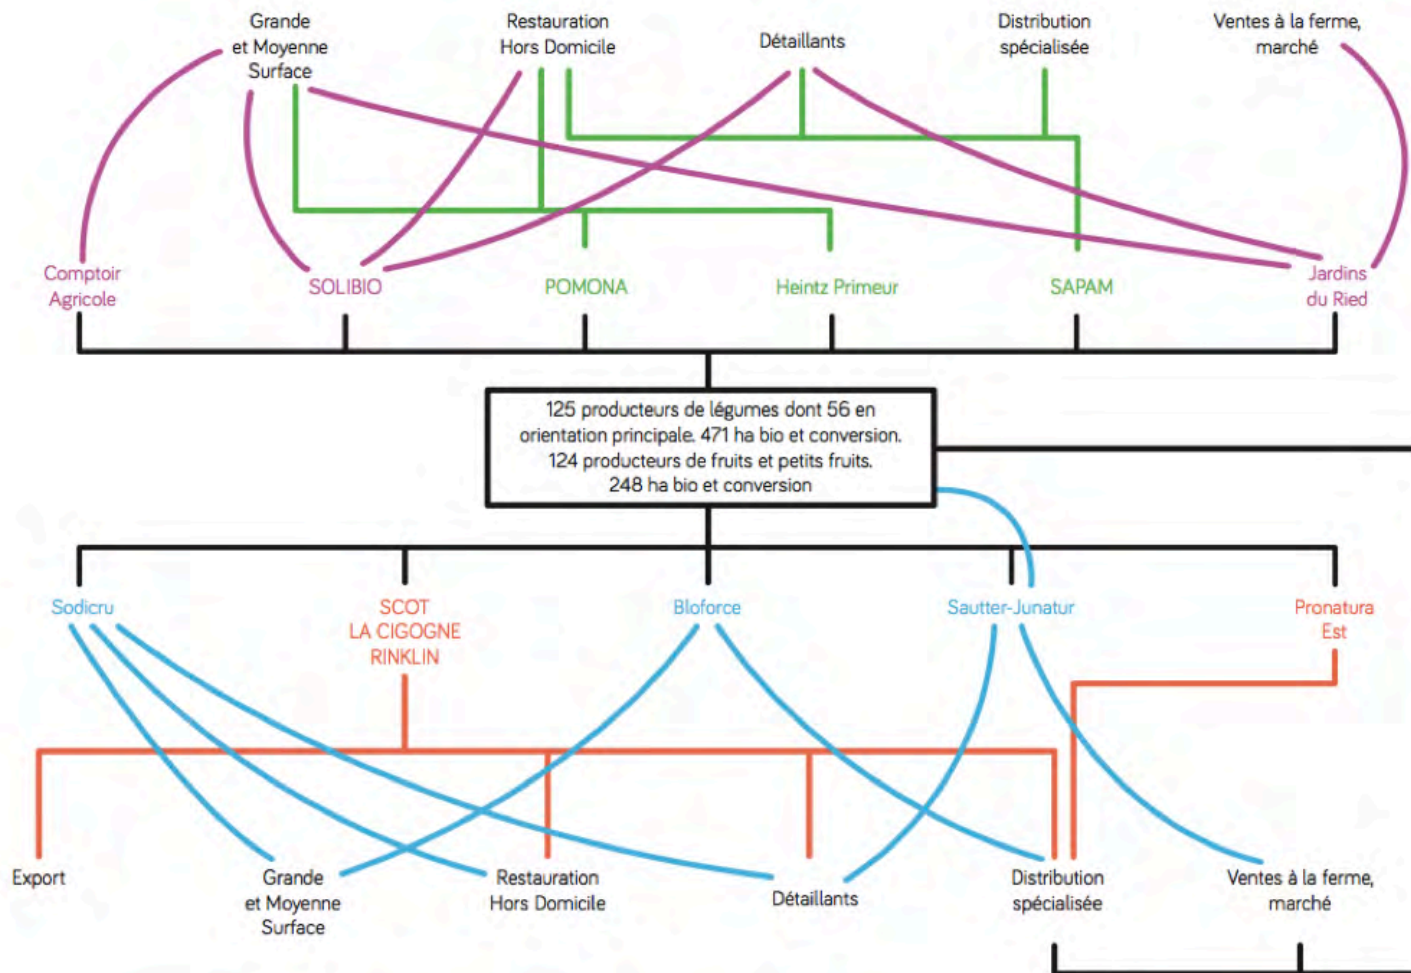 Grande
et Moyenne
Surface
Restauration
Hors Domicile
Détaillants
Distribution
spécialisée
Ventes à la ferme,
marché
Comptoir
Agricole
SOLIBIO
POMONA
Heintz Primeur
SAPAM
Jardins
du Ried
125 producteurs de légumes dont 56 en
orientation principale. 471 ha bio et conversion.
124 producteurs de fruits et petits fruits.
248 ha bio et conversion
Sodicru
SCOT
LA CIGOGNE
RINKLIN
Bloforce
Sautter-Junatur
Pronatura
Est
Export
Grande
et Moyenne
Surface
Restauration
Hors Domicile
Détaillants
Distribution
spécialisée
Ventes à la ferme,
marché